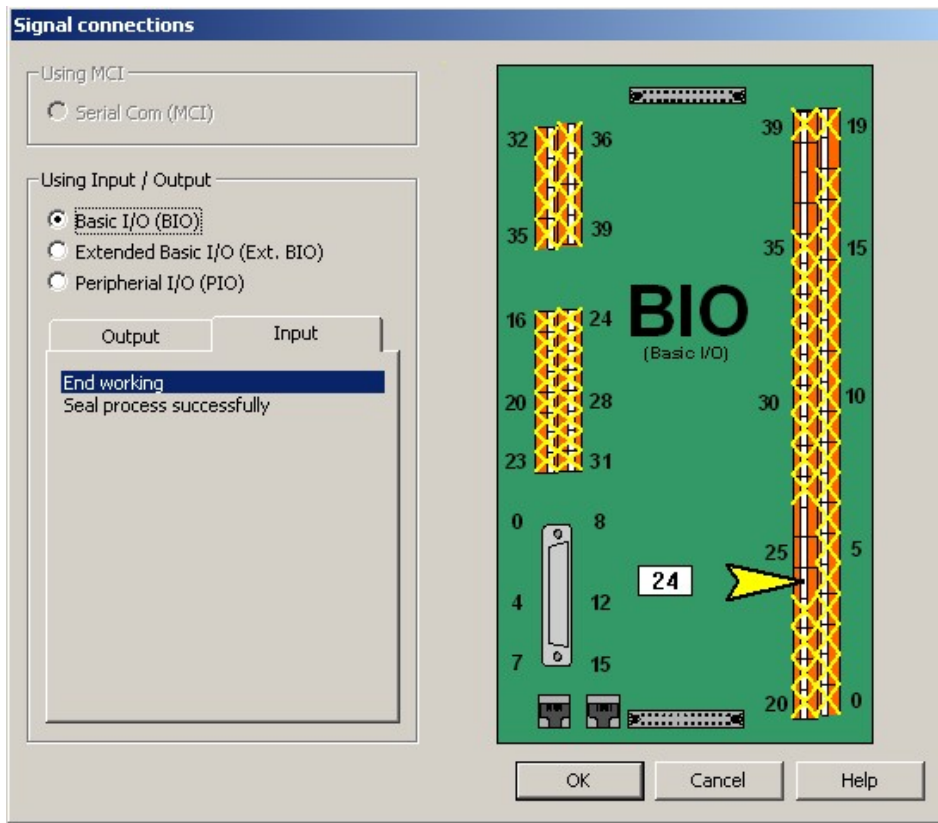 Signal connections
Using MCI
Serial Com (MCI)
Using Input / Output
Basic I/O (BIO)
Extended Basic I/O (Ext. BIO)
Peripherial I/O (PIO)
Output Input
End working
Seal process successfully
39 19
32 36
35 39
35 15
BIO
(Basic I/O)
16 24
20 28
30 10
23 31
0 8
25 5
24
4 12
7 15
20 0
OK Cancel Help